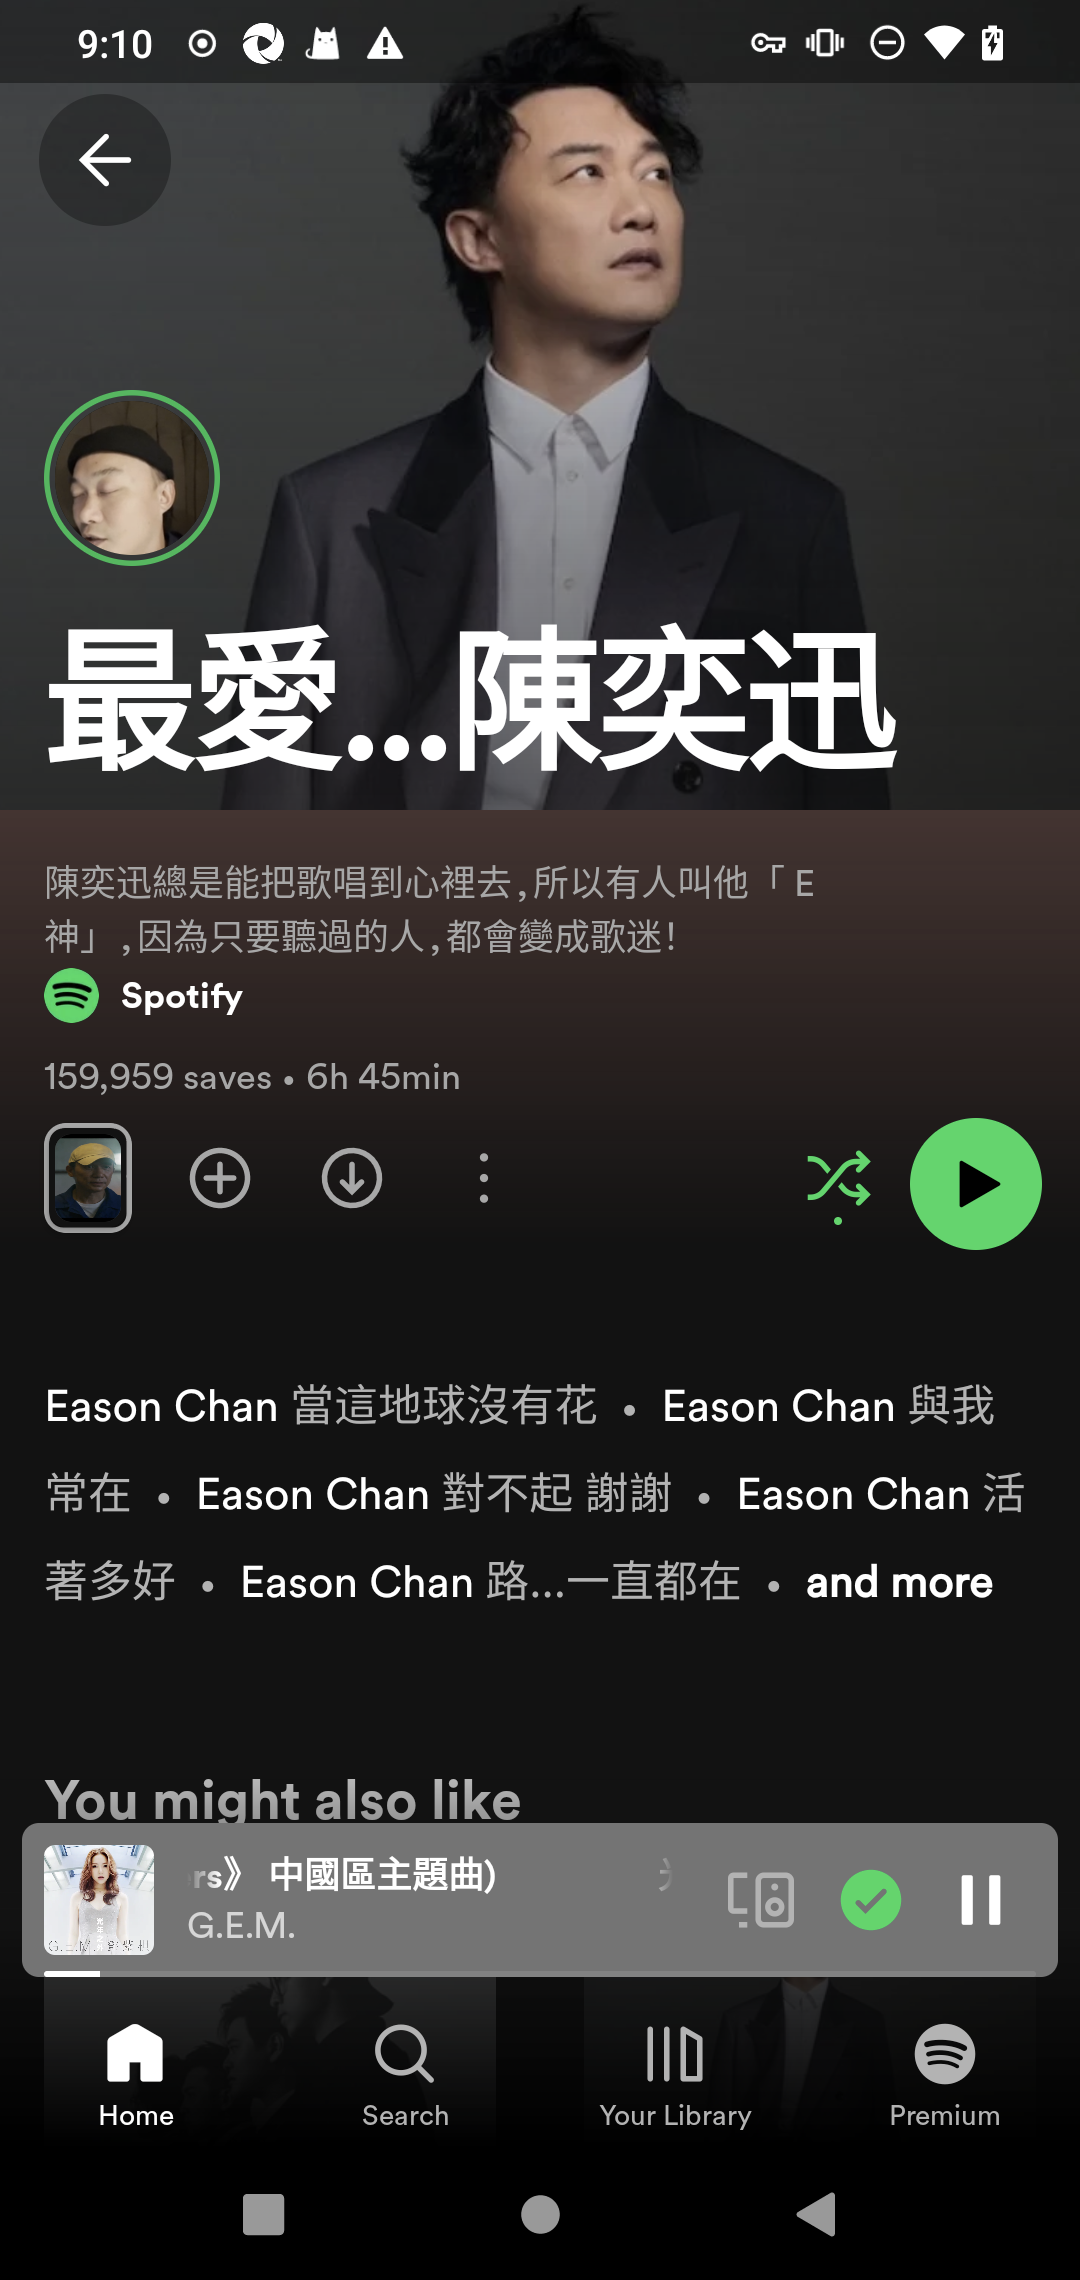 9:10
最愛...陳奕迅
陳奕迅總是能把歌唱到心裡去,所以有人叫他「 E
神」,因為只要聽過的人,都會變成歌迷!
Spotify
159,959 saves • 6h 45min
Eason Chan 當這地球沒有花 • Eason Chan 與我
常在 • Eason Chan 對不起 謝謝 • Eason Chan 活
著多好 • Eason Chan 路...一直都在 • and more
You might also like
rs》 中國區主題曲)
G.E.M.
Home
Search
Your Library
Premium